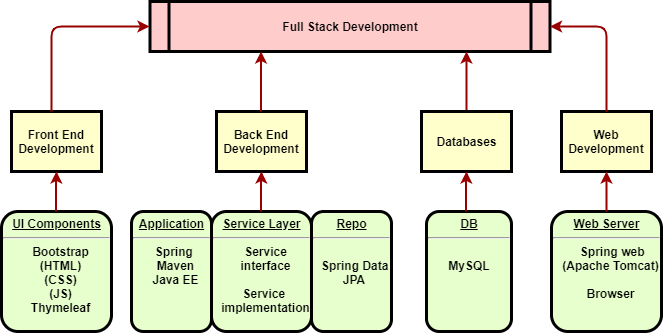 Full Stack Development
Front End
Development
Back End
Development
Databases
Web
Development
UI Components
Bootstrap
(HTML)
(CSS)
(JS)
Thymeleaf
Application
Spring
Maven
Java EE
Service Layer
Service
interface
Service
implementation
Repo
Spring Data
JPA
DB
MySQL
Web Server
Spring web
(Apache Tomcat)
Browser